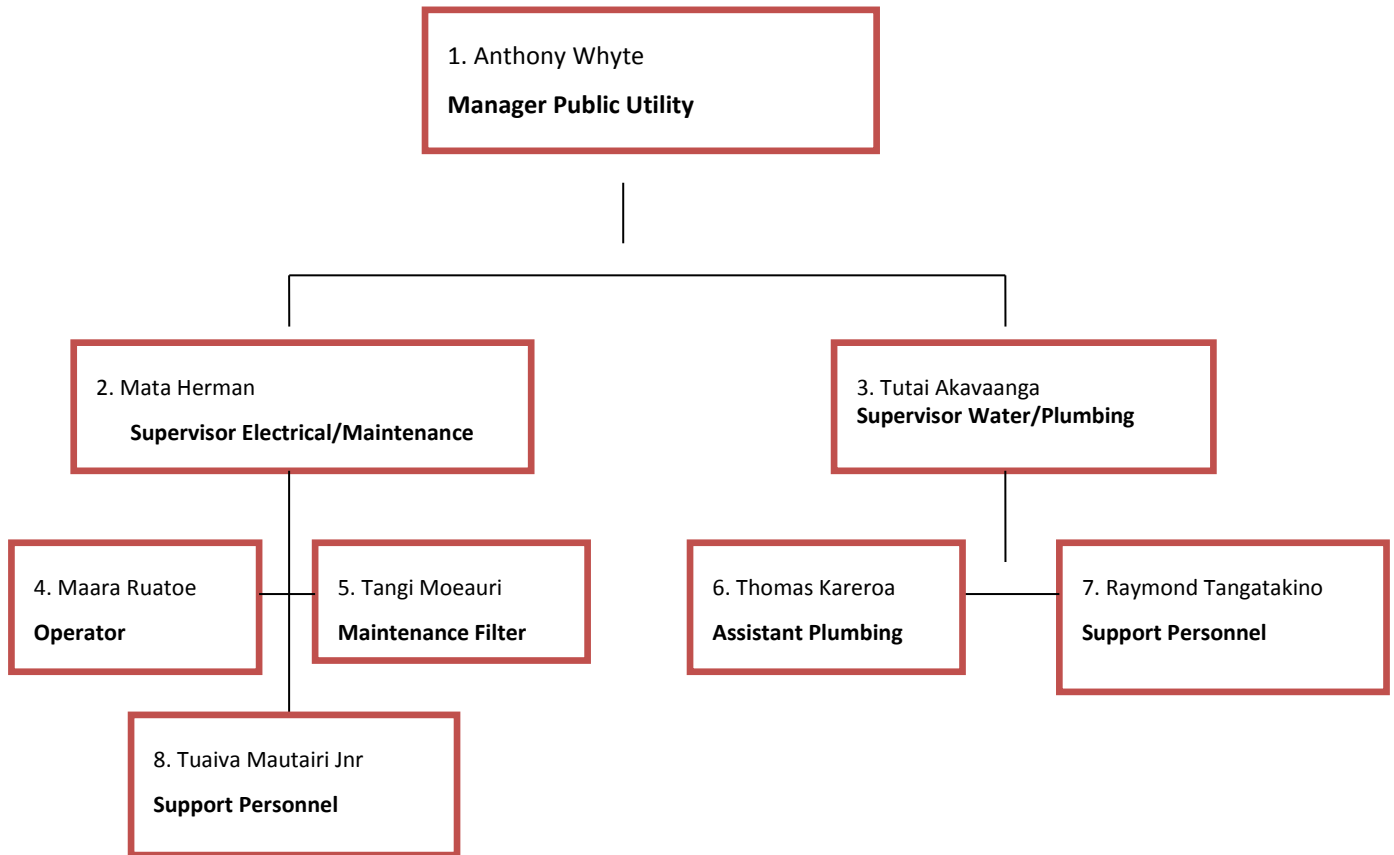 1. Anthony Whyte
Manager Public Utility
2. Mata Herman
Supervisor Electrical/Maintenance
3. Tutai Akavaanga
Supervisor Water/Plumbing
4. Maara Ruatoe
Operator
5. Tangi Moeauri
Maintenance Filter
6. Thomas Kareroa
Assistant Plumbing
7. Raymond Tangatakino
Support Personnel
8. Tuaiva Mautairi Jnr
Support Personnel